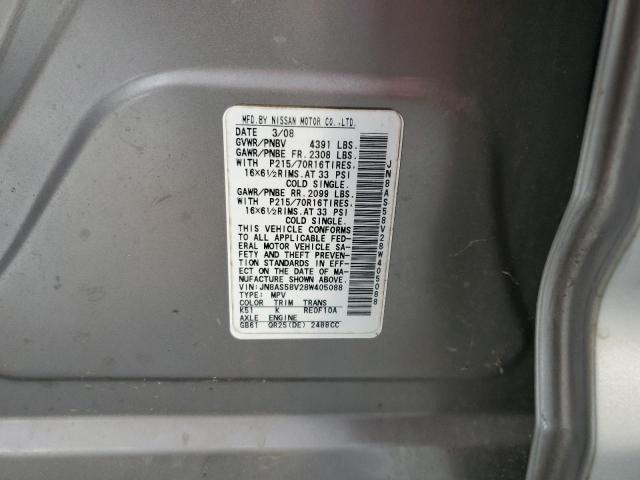 MFD.BY NISSAN MOTOR CO.,LTD.
DATE 3/08
GVWR/PNBV 4391 LBS.
GAWR/PNBE FR.2308 LBS.
WITH P215/70R16TIRES
16X6½RIMS.AT 33 PSI
COLD SINGLE.
GAWR/PNBE RR.2099 LBS.
WITH P215/70R16TIRES.
16X6½RIMS.AT 33 PSI
COLD SINGLE.
THIS VEHICLE CONFORMS
TO ALL APPLICABLE FED-
ERAL MOTOR VEHICLE SA-
FETY AND THEFT PREVEN-
TION STANDARDS IN EFF-
ECT ON THE DATE OF MA-
NUFACTURE SHOWN ABOVE.
VIN:JN8AS58V28W405088
TYPE: MPV
COLOR TRIM TRANS
K51 K RE0F10A
AXLE ENGINE
GB61 QR25(DE) 2488CC
JN8AS58V28W405088